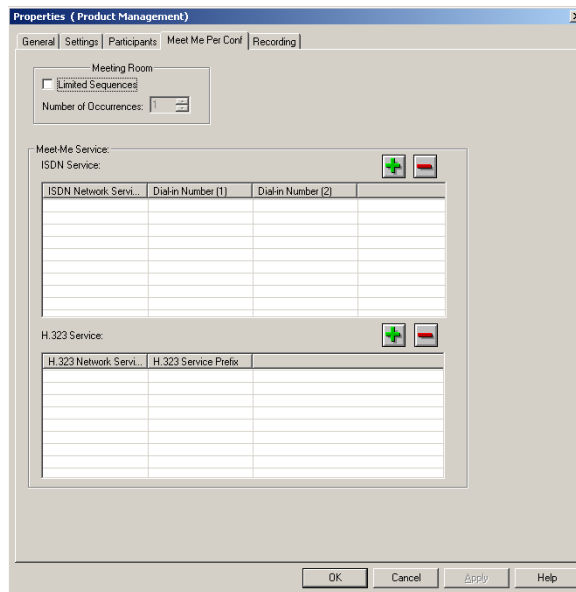 Properties ( Product Management)
General Settings Participants Meet Me Per Conf Recording
Meeting Room
Limited Sequences
Number of Occurrences: 1
Meet-Me Service:
ISDN Service:
ISDN Network Servi... Dial-in Number (1) Dial-in Number (2)
H.323 Service:
H.323 Network Servi... H.323 Service Prefix
OK Cancel Apply Help